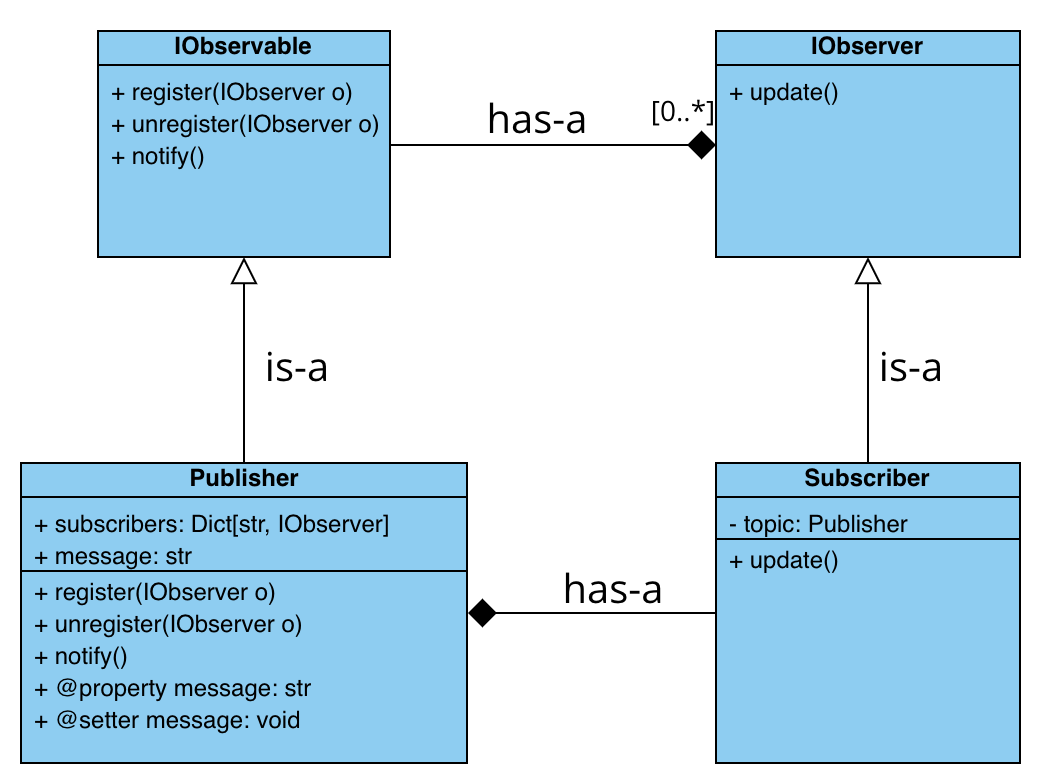 IObservable
+ register(IObserver o)
+ unregister(IObserver o)
+ notify()
has-a
[0..*]
IObserver
+ update()
is-a
is-a
Publisher
+ subscribers: Dict[str, IObserver]
+ message: str
+ register(IObserver o)
+ unregister(IObserver o)
+ notify()
+ @property message: str
+ @setter message: void
has-a
Subscriber
- topic: Publisher
+ update()